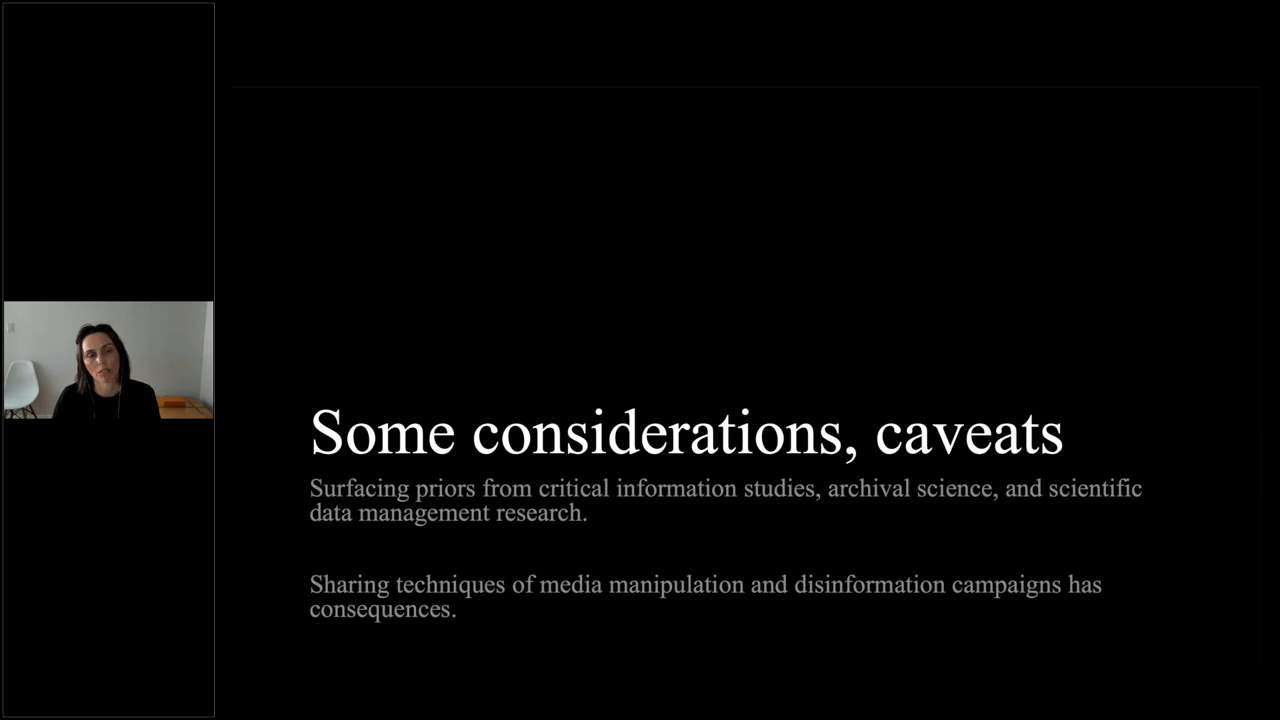 Some considerations, caveats
Surfacing priors from critical information studies, archival science, and scientific
data management research.
Sharing techniques of media manipulation and disinformation campaigns has
consequences.